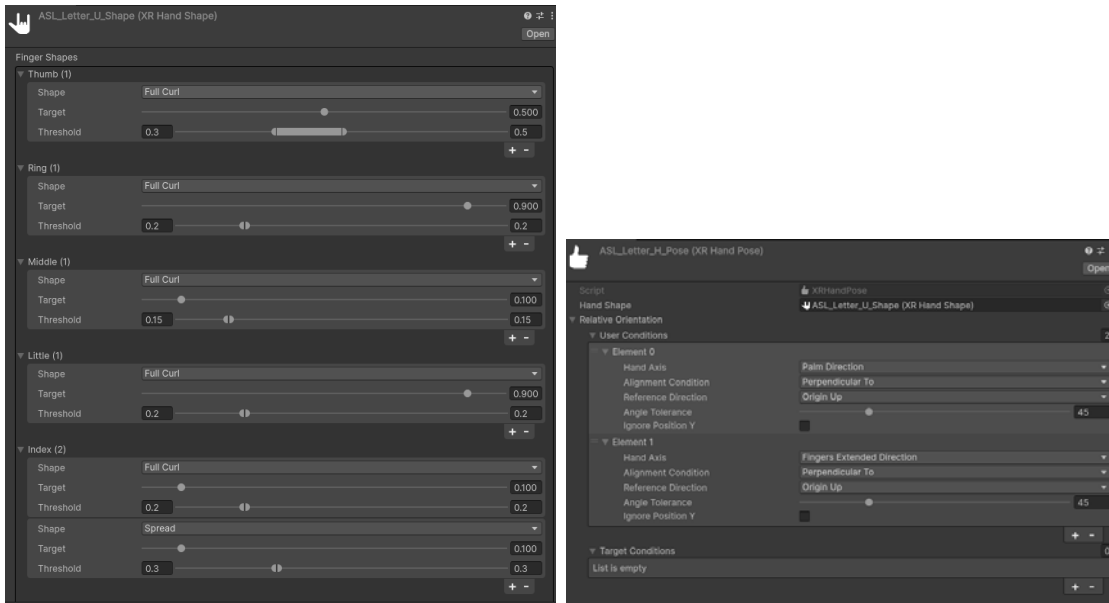 ASL_Letter_U_Shape (XR Hand Shape)
Open
Finger Shapes
Thumb (1)
Shape Full Curl
Target 0.500
Threshold 0.3 0.5
+ -
Ring (1)
Shape Full Curl
Target 0.900
Threshold 0.2 0.2
+ -
Middle (1)
Shape Full Curl
Target 0.100
Threshold 0.15 0.15
+ -
Little (1)
Shape Full Curl
Target 0.900
Threshold 0.2 0.2
+ -
Index (2)
Shape Full Curl
Target 0.100
Threshold 0.2 0.2
Shape Spread
Target 0.100
Threshold 0.3 0.3
+ -
ASL_Letter_H_Pose (XR Hand Pose)
Open
Script XRHandPose
Hand Shape ASL_Letter_U_Shape (XR Hand Shape)
Relative Orientation
User Conditions 2
Element 0
Hand Axis Palm Direction
Alignment Condition Perpendicular To
Reference Direction Origin Up
Angle Tolerance 45
Ignore Position Y
Element 1
Hand Axis Fingers Extended Direction
Alignment Condition Perpendicular To
Reference Direction Origin Up
Angle Tolerance 45
Ignore Position Y
+ -
Target Conditions 0
List is empty
+ -